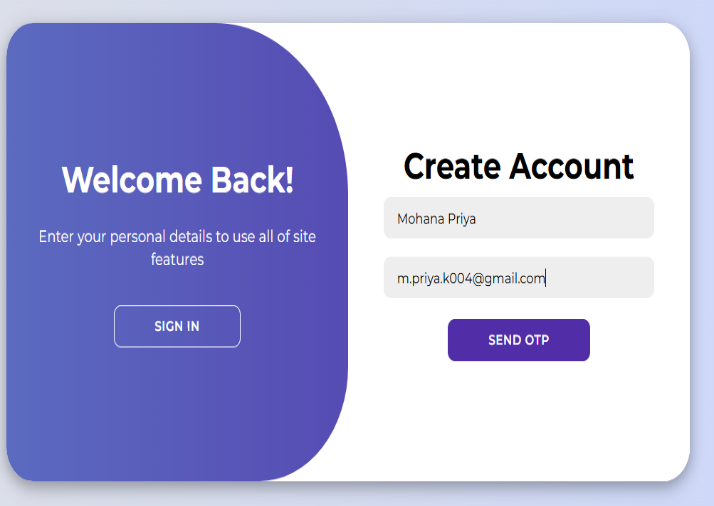 Welcome Back!
Enter your personal details to use all of site
features
SIGN IN
Create Account
Mohana Priya
m.priya.k004@gmail.com
SEND OTP